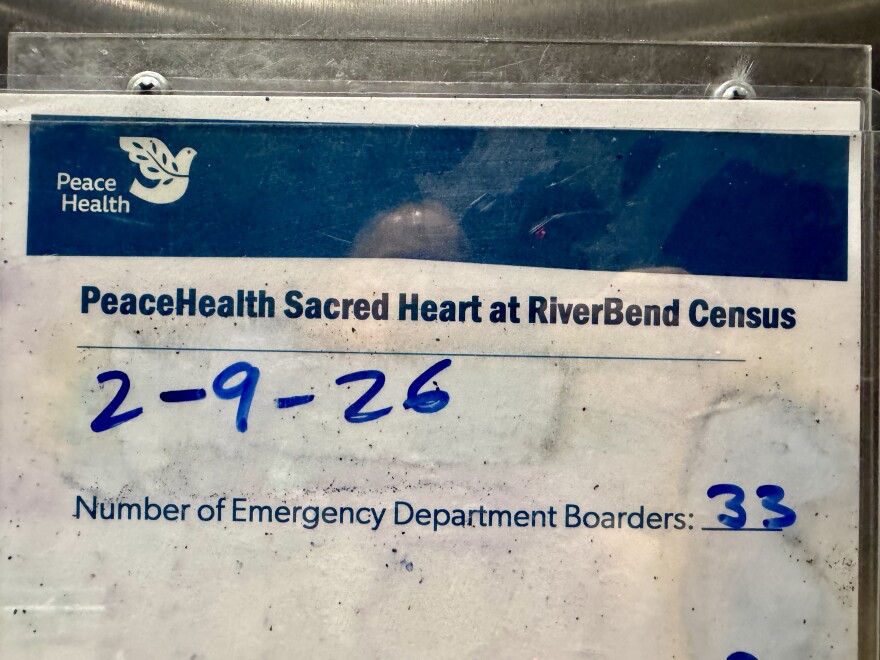 Peace
Health
PeaceHealth Sacred Heart at RiverBend Census
2-9-26
Number of Emergency Department Boarders: 33